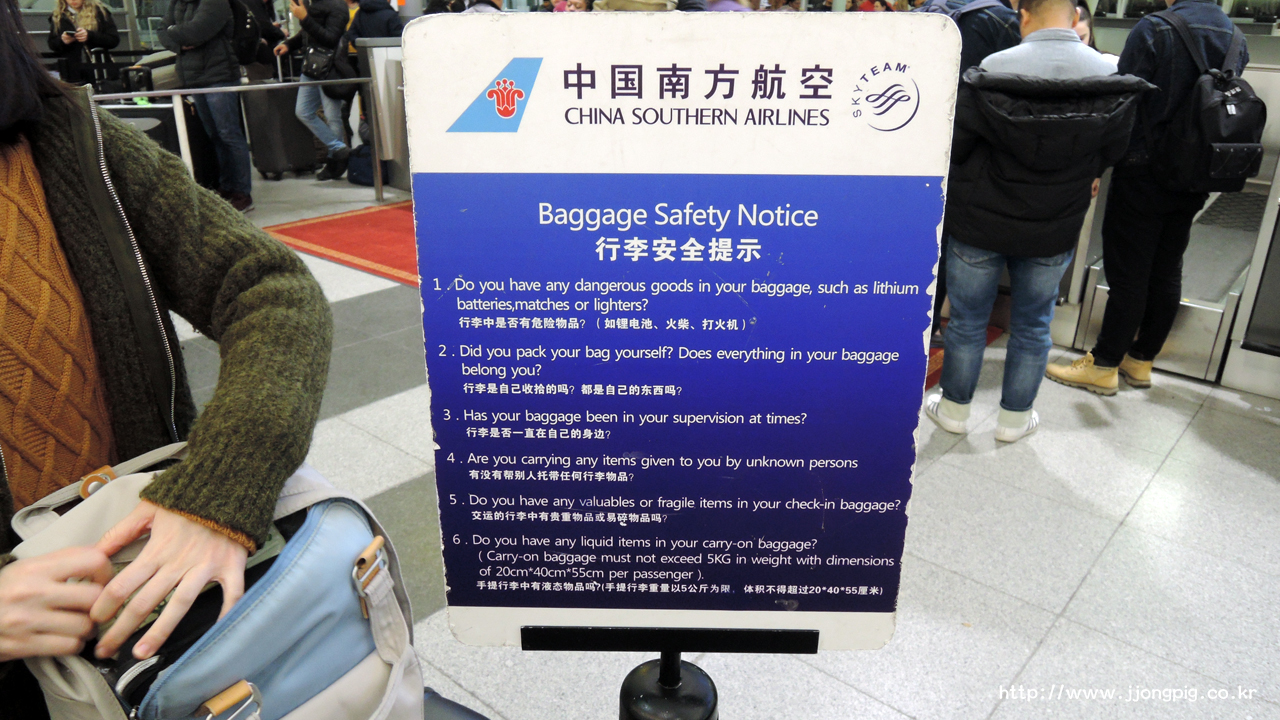 中国南方航空
CHINA SOUTHERN AIRLINES
SKYTEAM
Baggage Safety Notice
行李安全提示
1 . Do you have any dangerous goods in your baggage, such as lithium
batteries,matches or lighters?
行李中是否有危险物品? (如锂电池、火柴、打火机)
2 . Did you pack your bag yourself? Does everything in your baggage
belong you?
行李是自己收拾的吗? 都是自己的东西吗?
3 . Has your baggage been in your supervision at times?
行李是否一直在自己的身边?
4 . Are you carrying any items given to you by unknown persons
有没有帮别人托带任何行李物品?
5 . Do you have any valuables or fragile items in your check-in baggage?
交运的行李中有贵重物品或易碎物品吗?
6 . Do you have any liquid items in your carry-on baggage?
( Carry-on baggage must not exceed 5KG in weight with dimensions
of 20cm*40cm*55cm per passenger ).
手提行李中有液态物品吗?(手提行李重量以5公斤为限, 体积不得超过20*40*55厘米)
http://www.jjongpig.co.kr